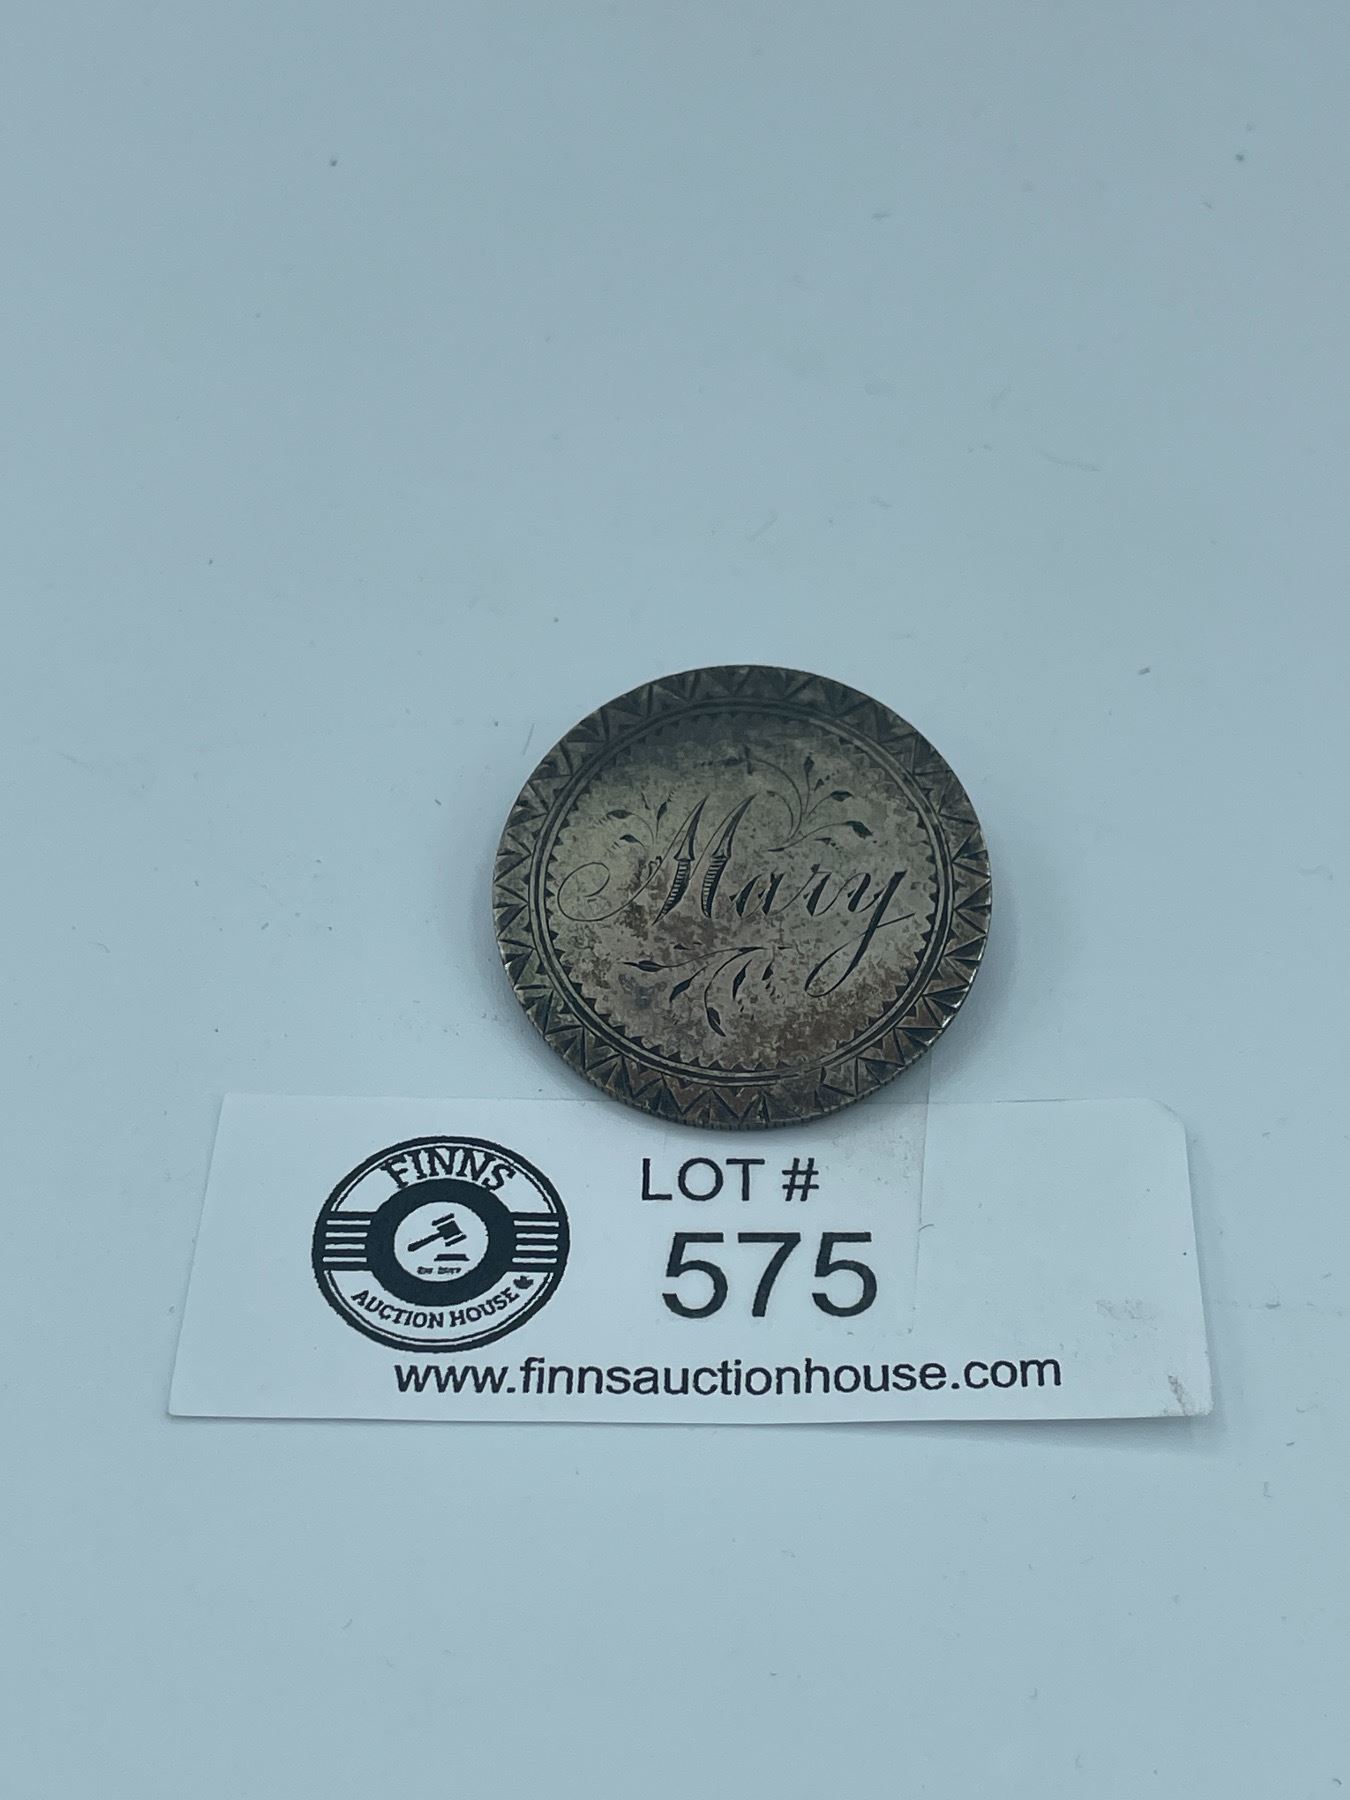 Mary
FINNS
AUCTION HOUSE
LOT #
575
www.finnsauctionhouse.com